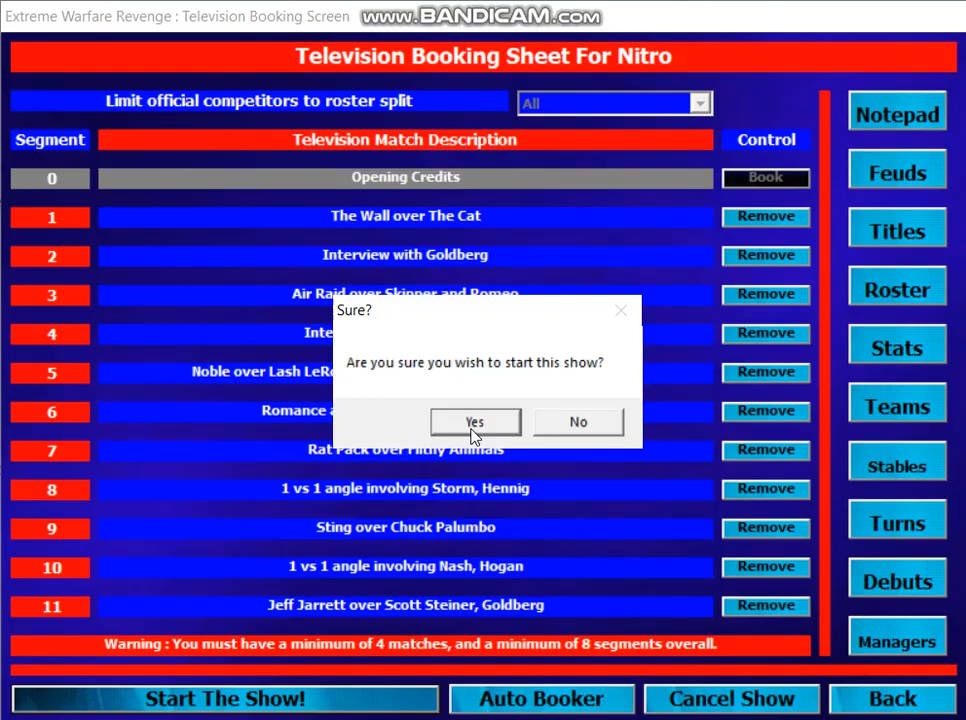 Extreme Warfare Revenge : Television Booking Screen
www.BANDICAM.com
Television Booking Sheet For Nitro
Limit official competitors to roster split
All
Segment
Television Match Description
Control
0
Opening Credits
Book
1
The Wall over The Cat
Remove
2
Interview with Goldberg
Remove
3
Air Raid over Skipper and Romeo
Remove
4
Remove
5
Noble over Lash
Remove
6
Romance
Remove
7
Rat Pack over Filthy Animals
Remove
8
1 vs 1 angle involving Storm, Hennig
Remove
9
Sting over Chuck Palumbo
Remove
10
1 vs 1 angle involving Nash, Hogan
Remove
11
Jeff Jarrett over Scott Steiner, Goldberg
Remove
Warning : You must have a minimum of 4 matches, and a minimum of 8 segments overall.
Sure?
Are you sure you wish to start this show?
Yes
No
Notepad
Feuds
Titles
Roster
Stats
Teams
Stables
Turns
Debuts
Managers
Start The Show!
Auto Booker
Cancel Show
Back